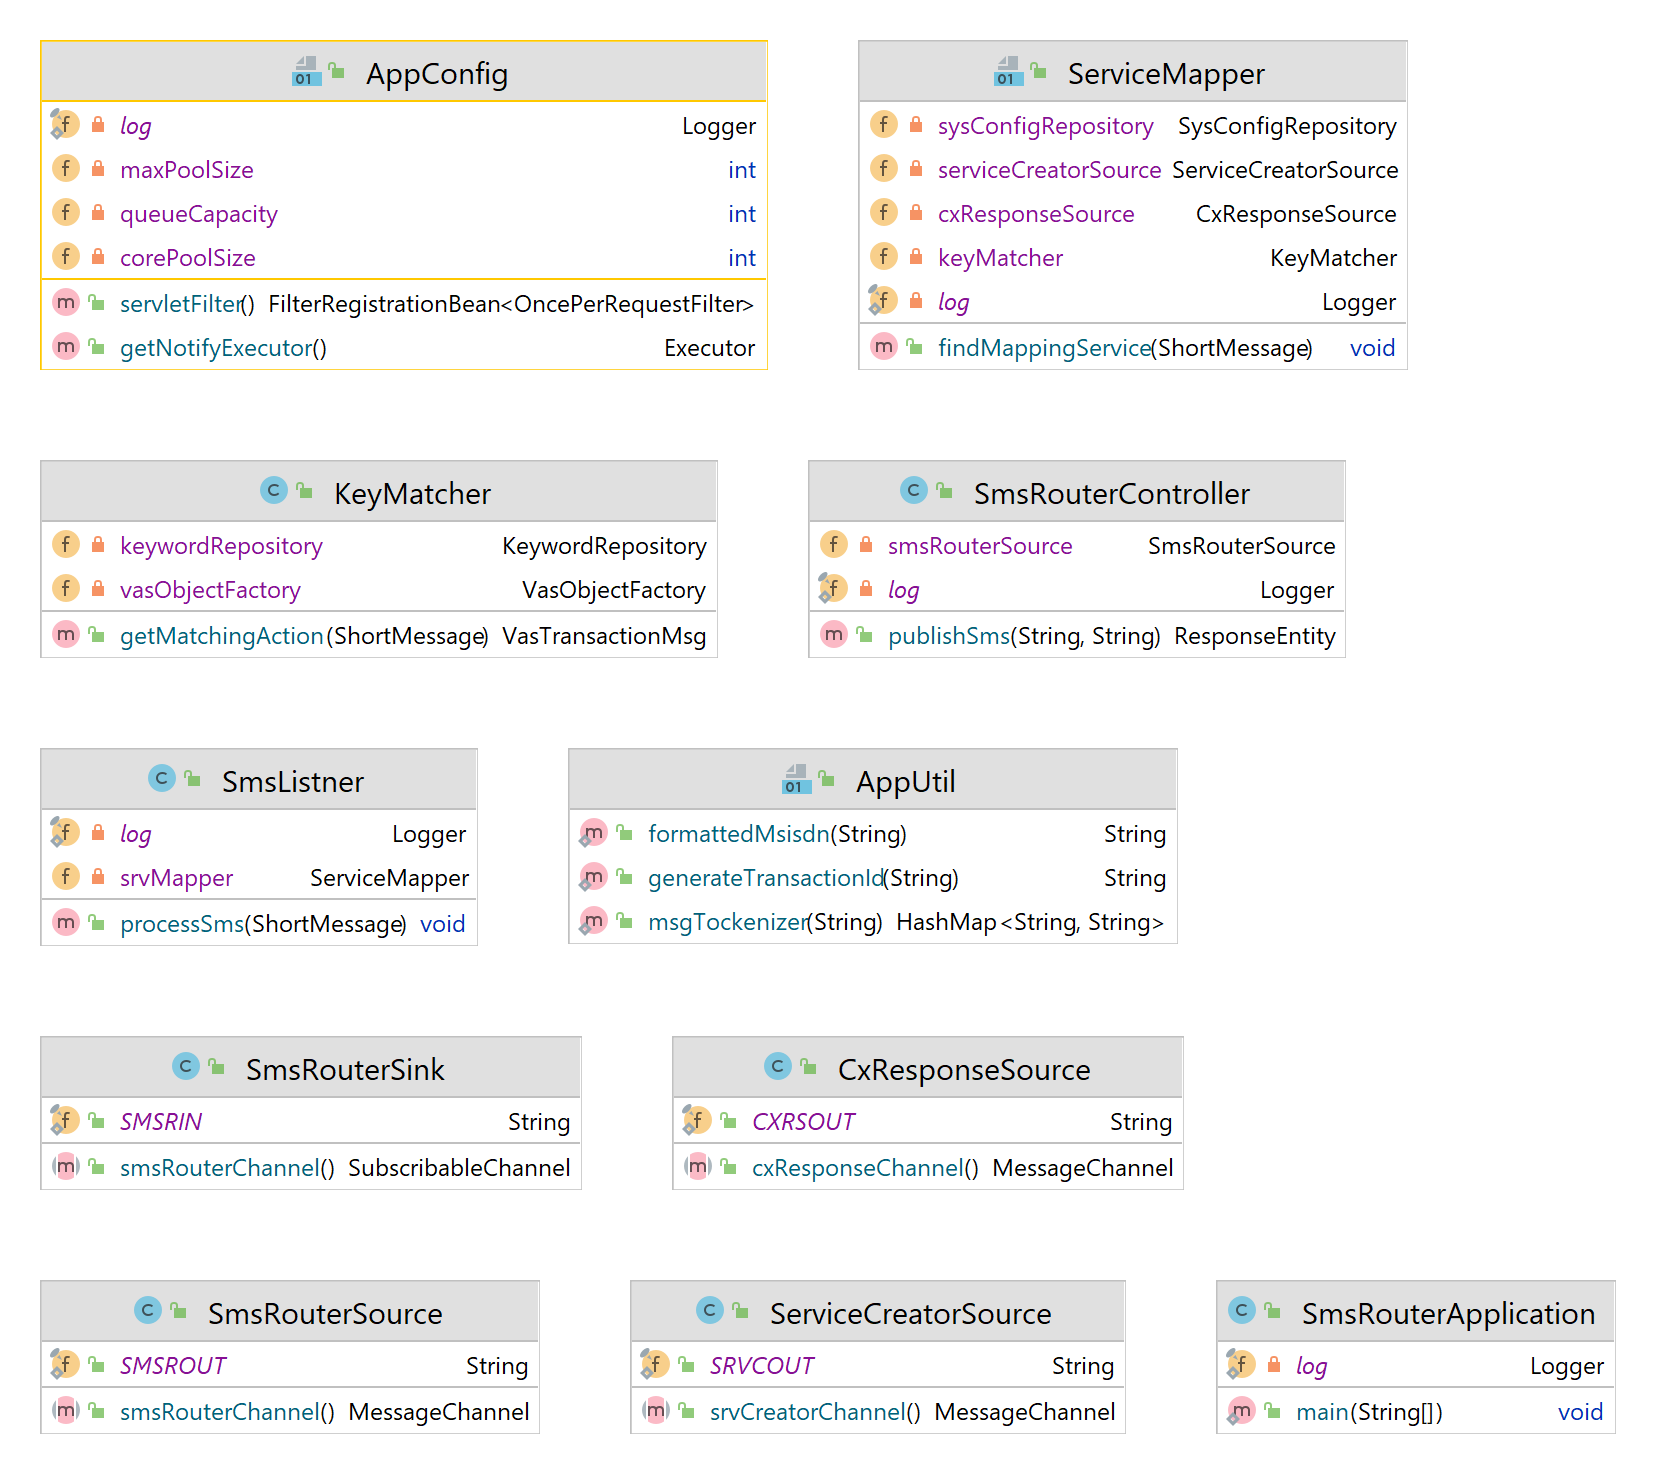 AppConfig
log Logger
maxPoolSize int
queueCapacity int
corePoolSize int
servletFilter() FilterRegistrationBean<OncePerRequestFilter>
getNotifyExecutor() Executor
ServiceMapper
sysConfigRepository SysConfigRepository
serviceCreatorSource ServiceCreatorSource
cxResponseSource CxResponseSource
keyMatcher KeyMatcher
log Logger
findMappingService(ShortMessage) void
KeyMatcher
keywordRepository KeywordRepository
vasObjectFactory VasObjectFactory
getMatchingAction(ShortMessage) VasTransactionMsg
SmsRouterController
smsRouterSource SmsRouterSource
log Logger
publishSms(String, String) ResponseEntity
SmsListner
log Logger
srvMapper ServiceMapper
processSms(ShortMessage) void
AppUtil
formattedMsisdn(String) String
generateTransactionId(String) String
msgTockenizer(String) HashMap<String, String>
SmsRouterSink
SMSRIN String
smsRouterChannel() SubscribableChannel
CxResponseSource
CXRSOUT String
cxResponseChannel() MessageChannel
SmsRouterSource
SMSROUT String
smsRouterChannel() MessageChannel
ServiceCreatorSource
SRVCOUT String
srvCreatorChannel() MessageChannel
SmsRouterApplication
log Logger
main(String[]) void